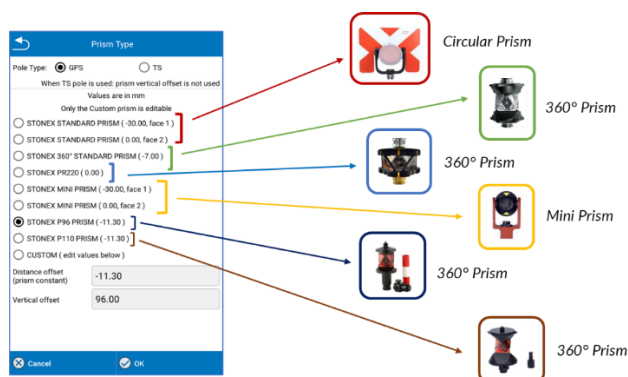 Prism Type
Pole Type: GPS TS
When TS pole is used: prism vertical offset is not used
Values are in mm
Only the Custom prism is editable
STONEX STANDARD PRISM ( -30.00, face 1 )
STONEX STANDARD PRISM ( 0.00, face 2 )
STONEX 360° STANDARD PRISM ( -7.00 )
STONEX PR220 ( 0.00 )
STONEX MINI PRISM ( -30.00, face 1 )
STONEX MINI PRISM ( 0.00, face 2 )
STONEX P96 PRISM ( -11.30 )
STONEX P110 PRISM ( -11.30 )
CUSTOM ( edit values below )
Distance offset
(prism constant)
-11.30
Vertical offset
96.00
Cancel
OK
Circular Prism
360° Prism
360° Prism
Mini Prism
360° Prism
360° Prism